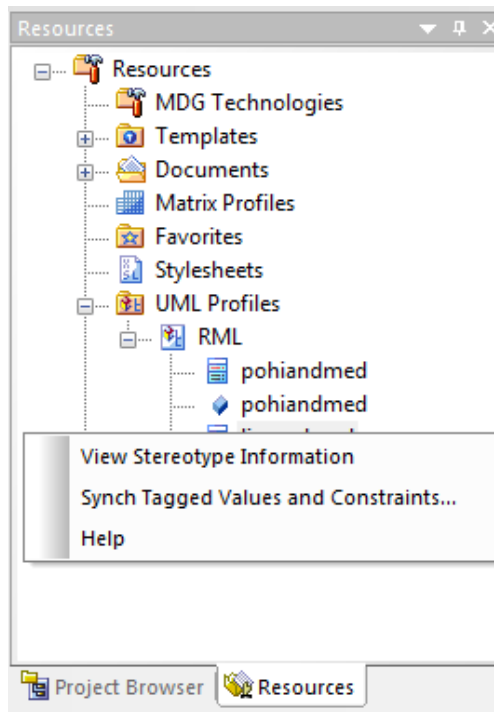 Resources
Resources
MDG Technologies
Templates
Documents
Matrix Profiles
Favorites
Stylesheets
UML Profiles
RML
pohiandmed
pohiandmed
View Stereotype Information
Synch Tagged Values and Constraints...
Help
Project Browser
Resources